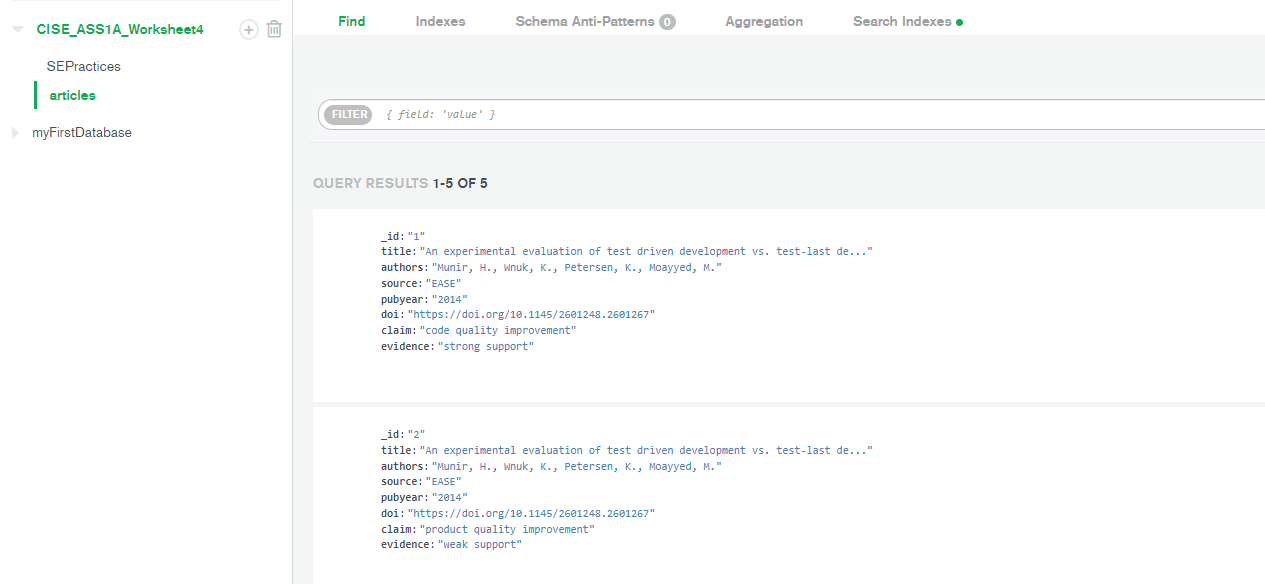 CISE_ASS1A_Worksheet4
SEPractices
articles
myFirstDatabase
Find Indexes Schema Anti-Patterns 0 Aggregation Search Indexes
FILTER { field: 'value' }
QUERY RESULTS 1-5 OF 5
_id: "1"
title: "An experimental evaluation of test driven development vs. test-last de..."
authors: "Munir, H., Wnuk, K., Petersen, K., Moayyed, M."
source: "EASE"
pubyear: "2014"
doi: "https://doi.org/10.1145/2601248.2601267"
claim: "code quality improvement"
evidence: "strong support"
_id: "2"
title: "An experimental evaluation of test driven development vs. test-last de..."
authors: "Munir, H., Wnuk, K., Petersen, K., Moayyed, M."
source: "EASE"
pubyear: "2014"
doi: "https://doi.org/10.1145/2601248.2601267"
claim: "product quality improvement"
evidence: "weak support"